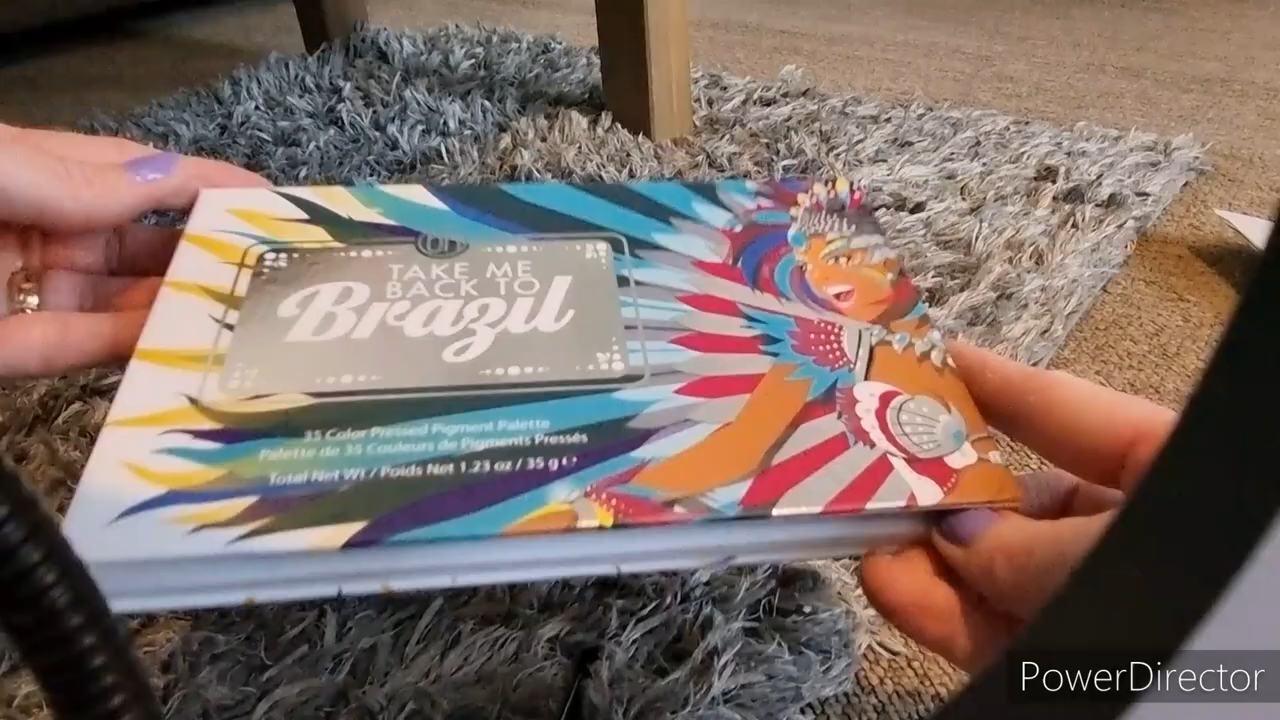 TAKE ME
BACK TO
Brazil
35 Color Pressed Pigment Palette
Palette de 35 Couleurs de Pigments Pressés
Total Net Wt / Poids Net 1.23 oz / 35 g ℮
PowerDirector